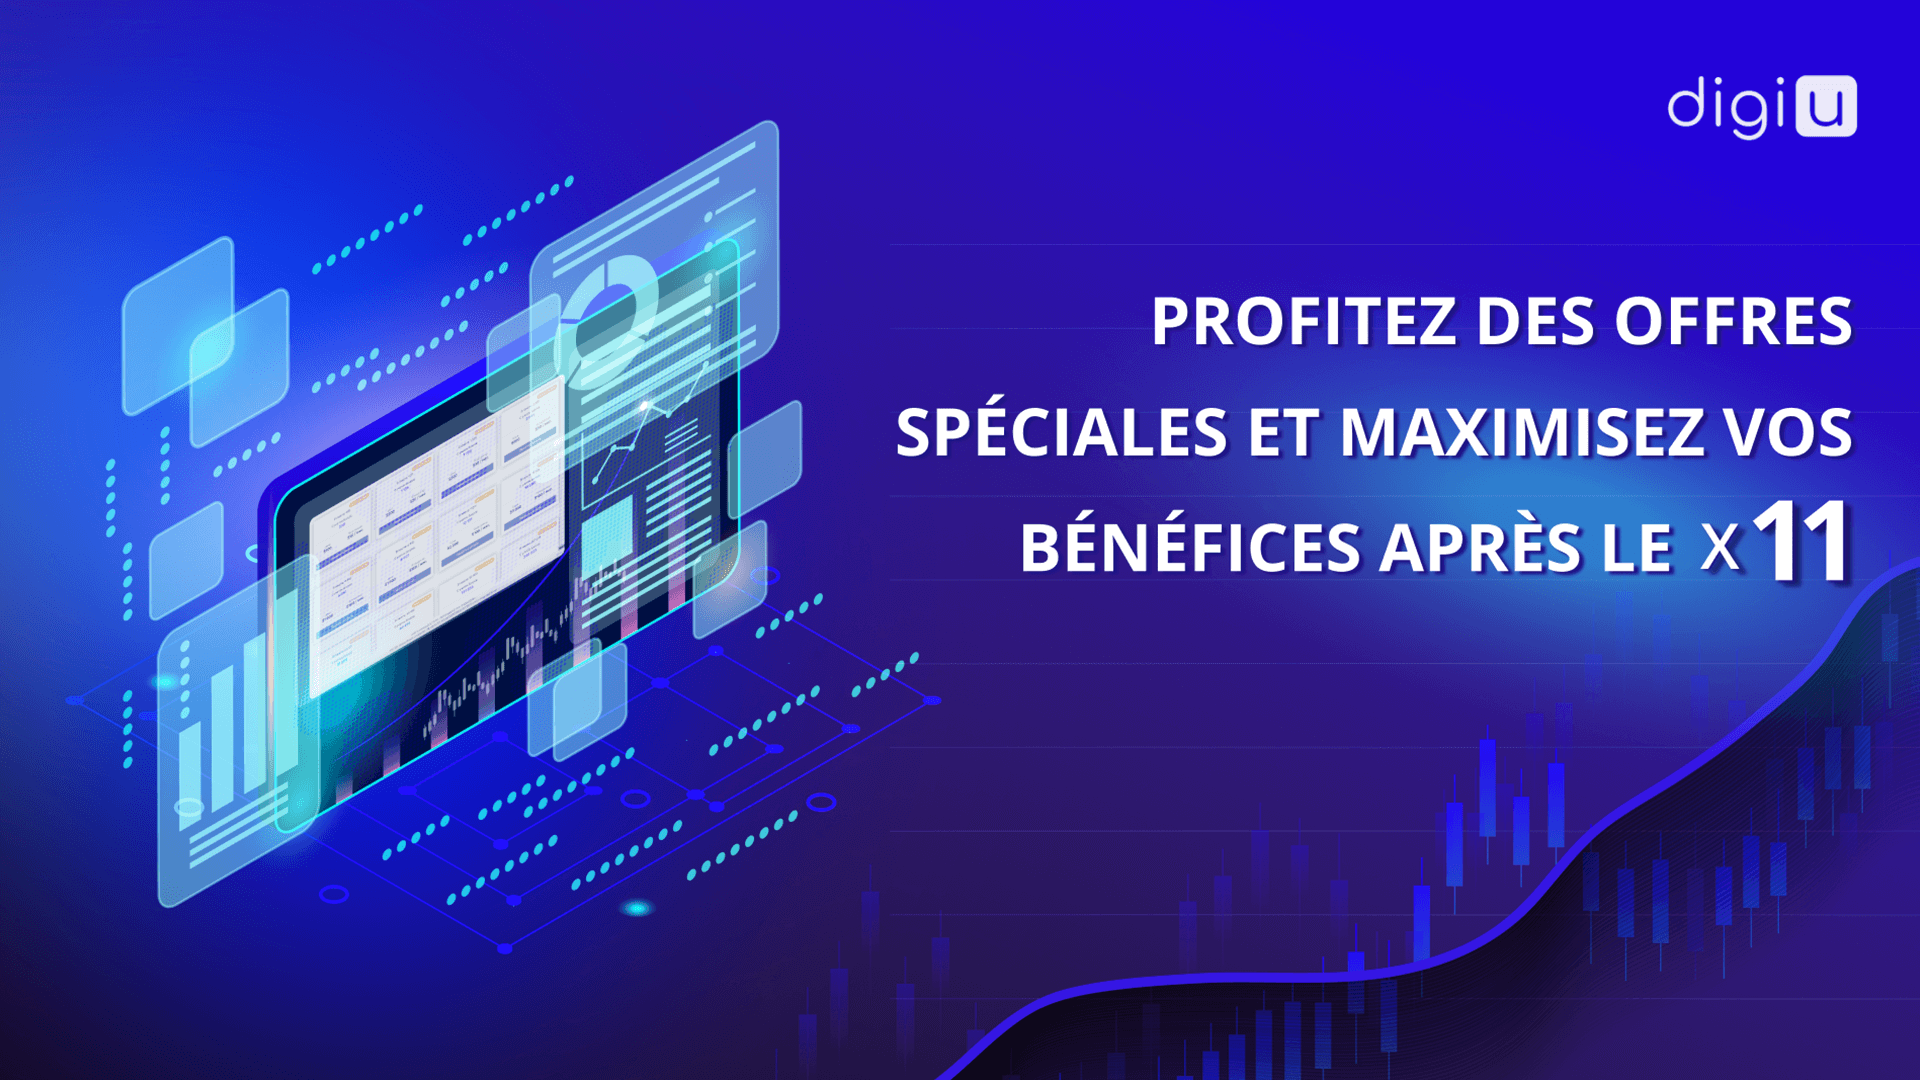 digiu
PROFITEZ DES OFFRES
SPÉCIALES ET MAXIMISEZ VOS
BÉNÉFICES APRÈS LE x11